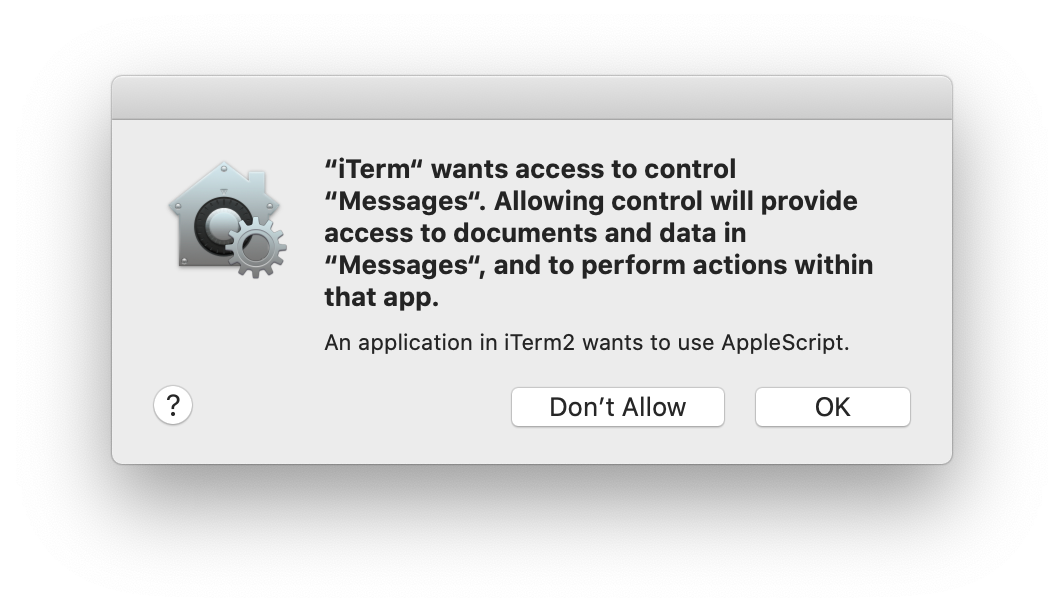 “iTerm“ wants access to control
“Messages“. Allowing control will provide
access to documents and data in
“Messages“, and to perform actions within
that app.
An application in iTerm2 wants to use AppleScript.
?
Don’t Allow
OK